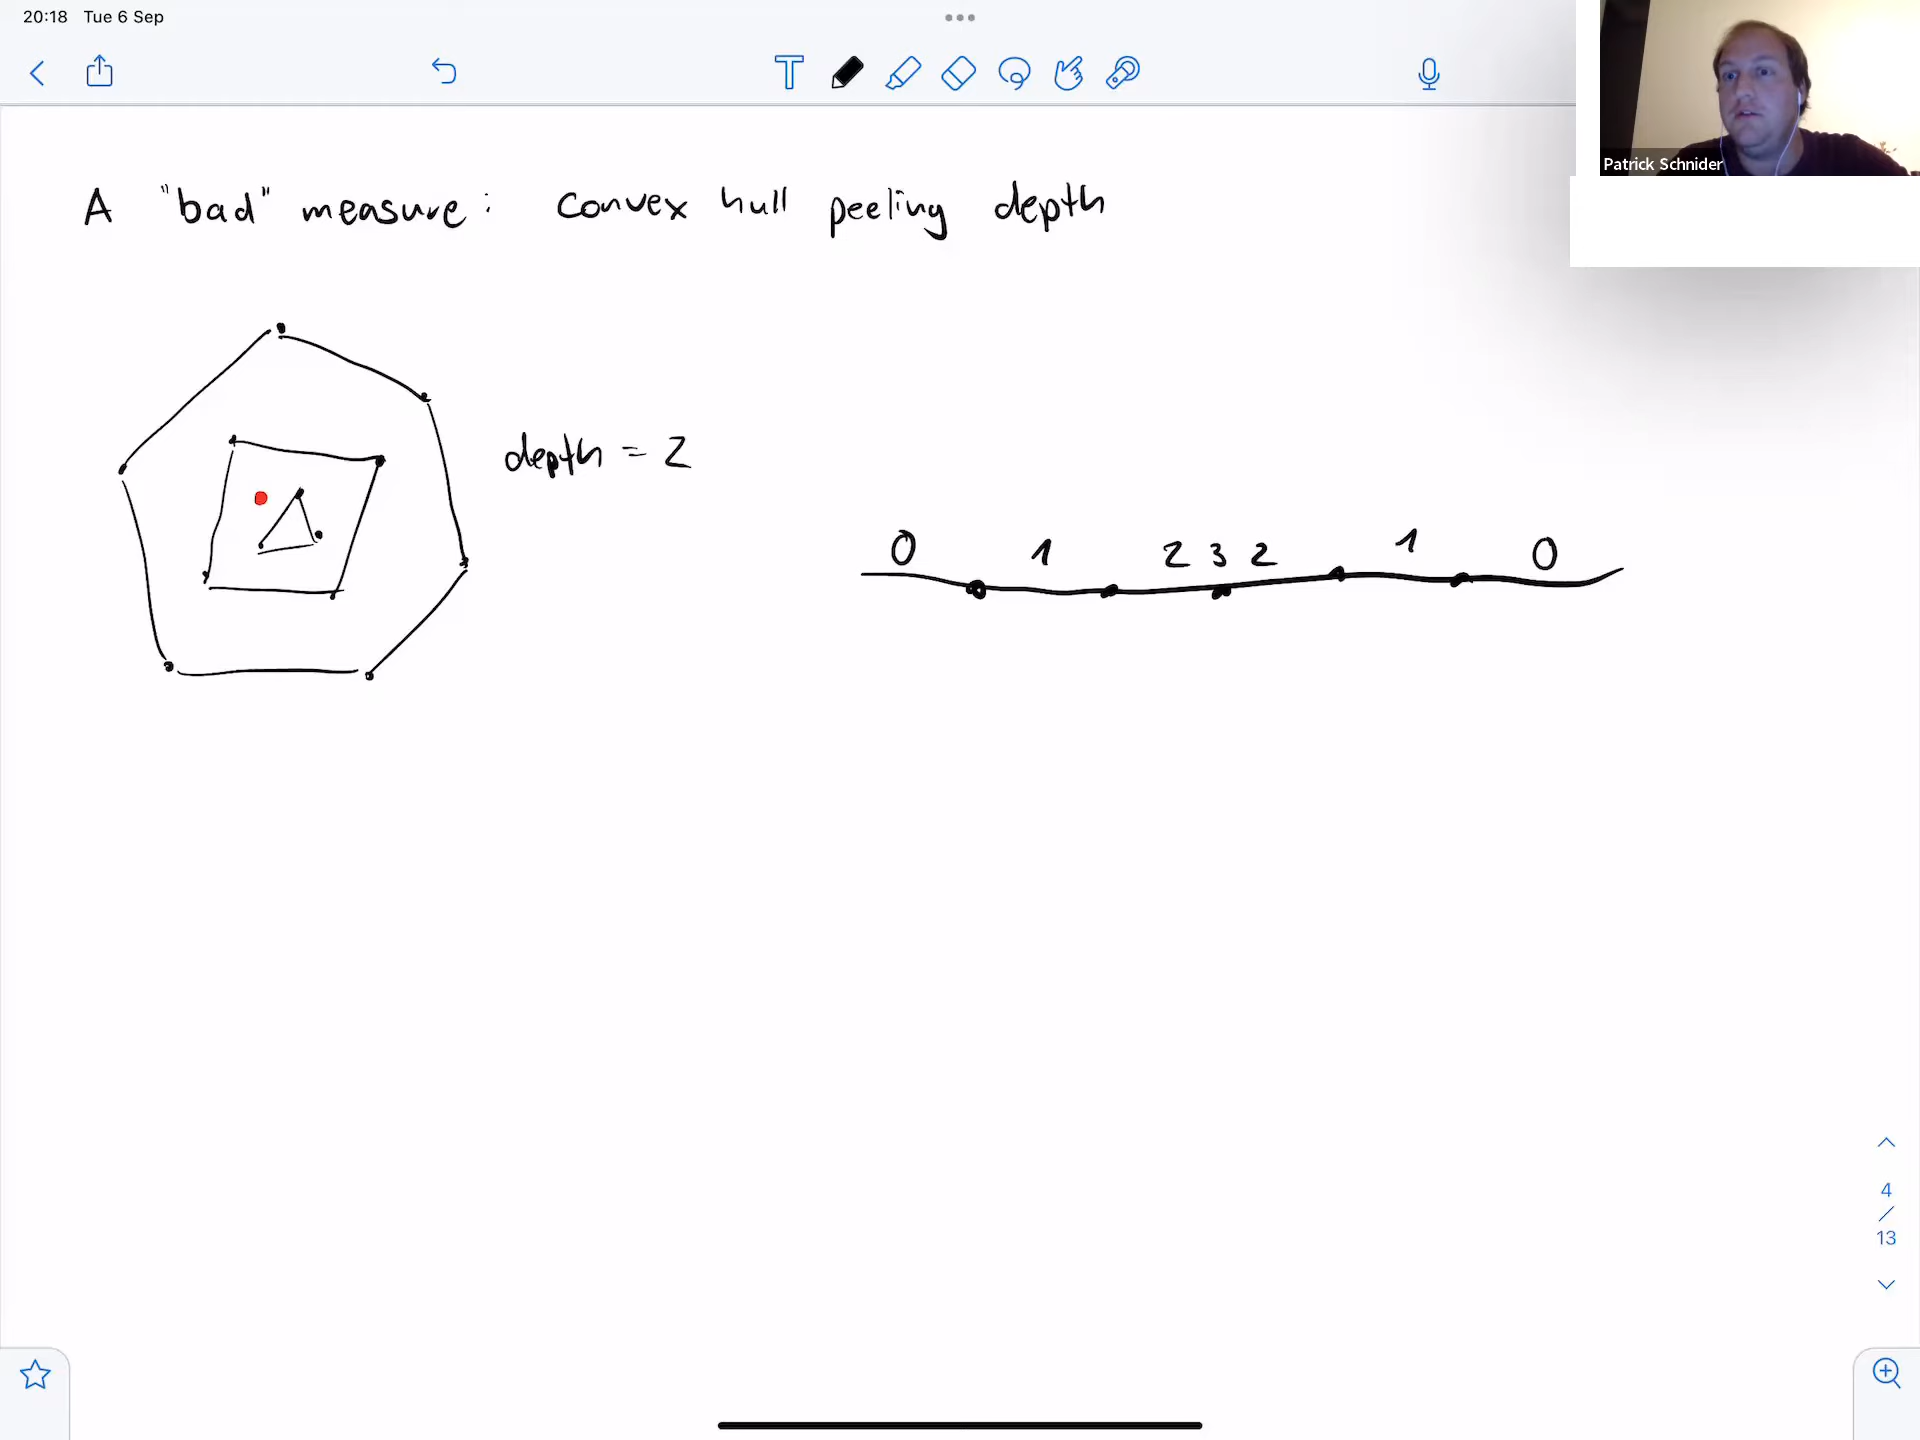 20:18 Tue 6 Sep
T
Patrick Schnider
A "bad" measure: convex hull peeling depth
depth = 2
0 1 2 3 2 1 0
4
/
13